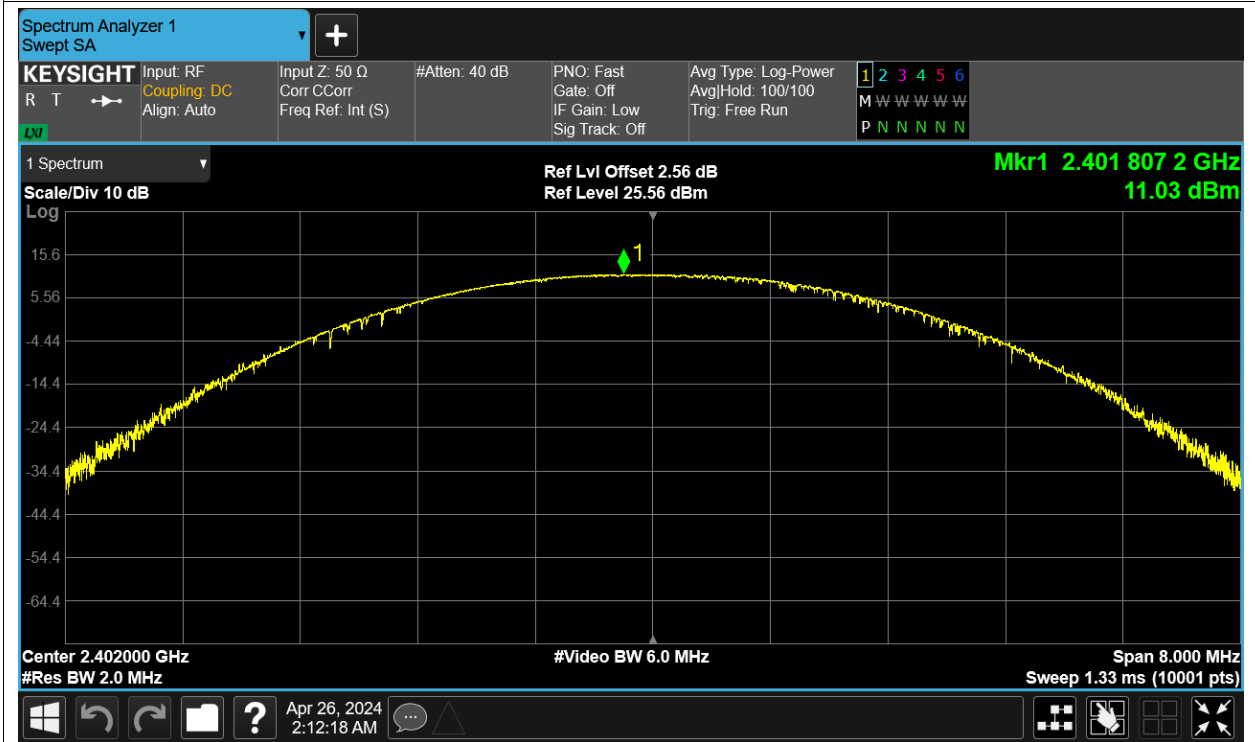 Spectrum Analyzer 1
Swept SA
+
KEYSIGHT
R T
LXI
Input: RF
Coupling: DC
Align: Auto
Input Z: 50 Ω
Corr CCorr
Freq Ref: Int (S)
#Atten: 40 dB
PNO: Fast
Gate: Off
IF Gain: Low
Sig Track: Off
Avg Type: Log-Power
Avg|Hold: 100/100
Trig: Free Run
1 2 3 4 5 6
M W W W W W
P N N N N N
1 Spectrum
Scale/Div 10 dB
Ref Lvl Offset 2.56 dB
Ref Level 25.56 dBm
Mkr1 2.401 807 2 GHz
11.03 dBm
Log
1
15.6
5.56
-4.44
-14.4
-24.4
-34.4
-44.4
-54.4
-64.4
Center 2.402000 GHz
#Res BW 2.0 MHz
#Video BW 6.0 MHz
Span 8.000 MHz
Sweep 1.33 ms (10001 pts)
?
Apr 26, 2024
2:12:18 AM